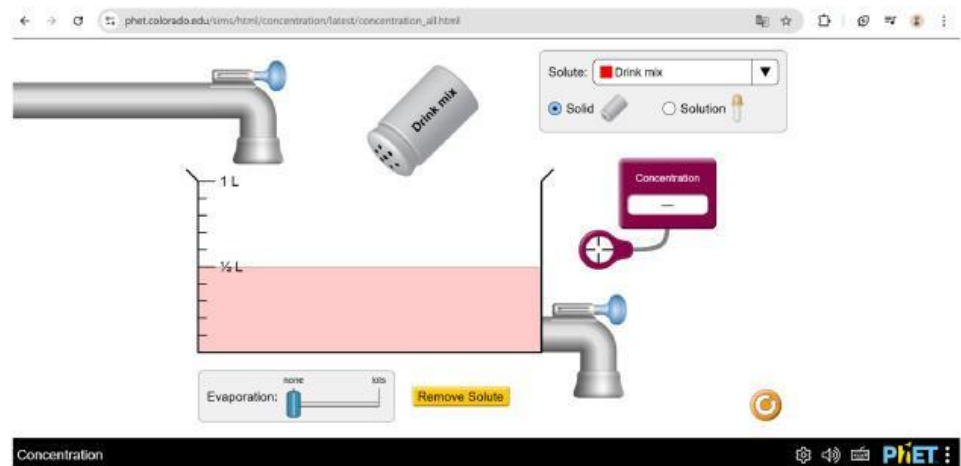 phet.colorado.edu/sims/html/concentration/latest/concentration_all.html
Solute: Drink mix
Solid Solution
Drink mix
Concentration
—
1 L
½ L
none lots
Evaporation:
Remove Solute
Concentration
PhET